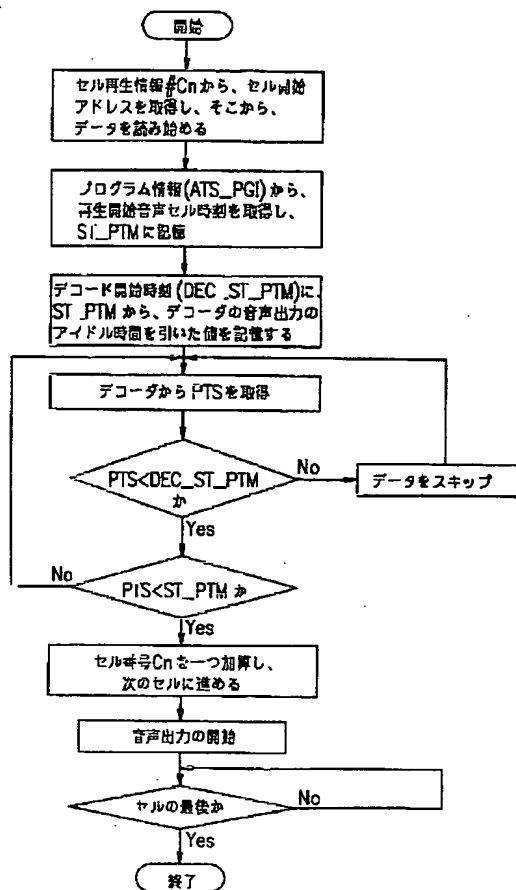 開始
セル再生情報#Cnから、セル開始
アドレスを取得し、そこから、
データを読み始める
プログラム情報(ATS_PGI)から、
再生開始音声セル時刻を取得し、
ST_PTMに記憶
デコード開始時刻(DEC_ST_PTM)に、
ST_PTMから、デコーダの音声出力の
アイドル時間を引いた値を記憶する
デコーダからPTSを取得
PTS<DEC_ST_PTM
か
No
データをスキップ
Yes
PTS<ST_PTMか
No
Yes
セル番号Cnを一つ加算し、
次のセルに進める
音声出力の開始
セルの最後か
No
Yes
終了